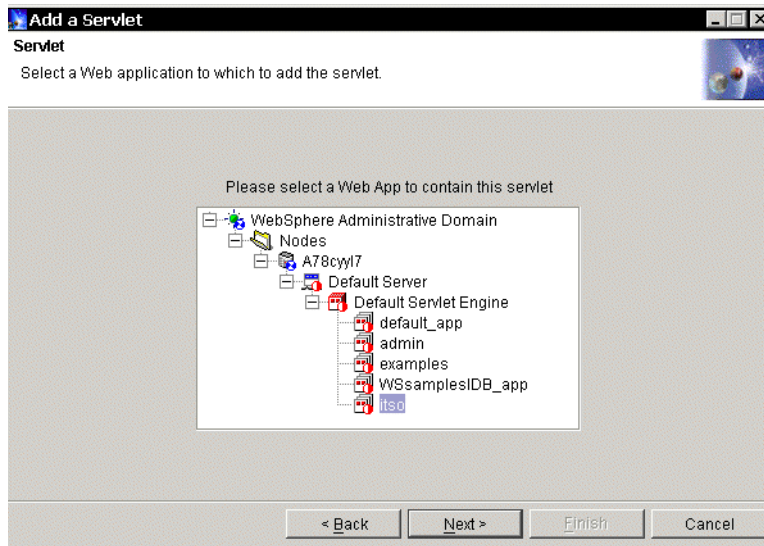 Add a Servlet
Servlet
Select a Web application to which to add the servlet.
Please select a Web App to contain this servlet
WebSphere Administrative Domain
Nodes
A78cyyl7
Default Server
Default Servlet Engine
default_app
admin
examples
WSsamplesIDB_app
itso
< Back Next > Finish Cancel